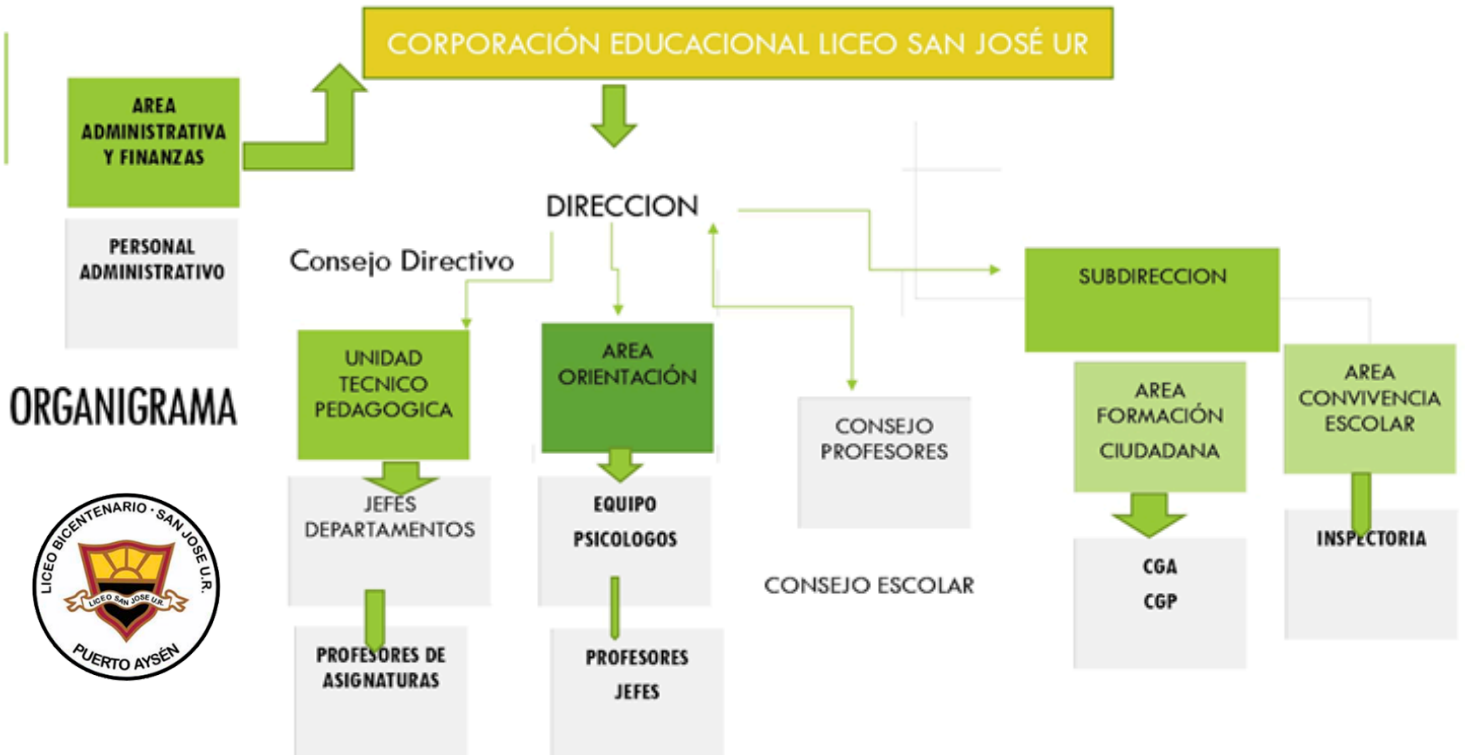 CORPORACIÓN EDUCACIONAL LICEO SAN JOSÉ UR
AREA
ADMINISTRATIVA
Y FINANZAS
PERSONAL
ADMINISTRATIVO
DIRECCION
Consejo Directivo
SUBDIRECCION
UNIDAD
TECNICO
PEDAGOGICA
AREA
ORIENTACIÓN
CONSEJO
PROFESORES
AREA
FORMACIÓN
CIUDADANA
AREA
CONVIVENCIA
ESCOLAR
ORGANIGRAMA
JEFES
DEPARTAMENTOS
EQUIPO
PSICOLOGOS
CONSEJO ESCOLAR
CGA
CGP
INSPECTORIA
PROFESORES DE
ASIGNATURAS
PROFESORES
JEFES
LICEO BICENTENARIO · SAN JOSE U.R.
LICEO SAN JOSE U.R.
PUERTO AYSÉN